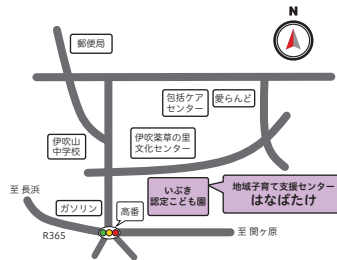 N
郵便局
包括ケア
センター
愛らんど
伊吹山
中学校
伊吹薬草の里
文化センター
いぶき
認定こども園
地域子育て支援センター
はなばたけ
至 長浜
ガソリン
高番
R365
至 関ヶ原